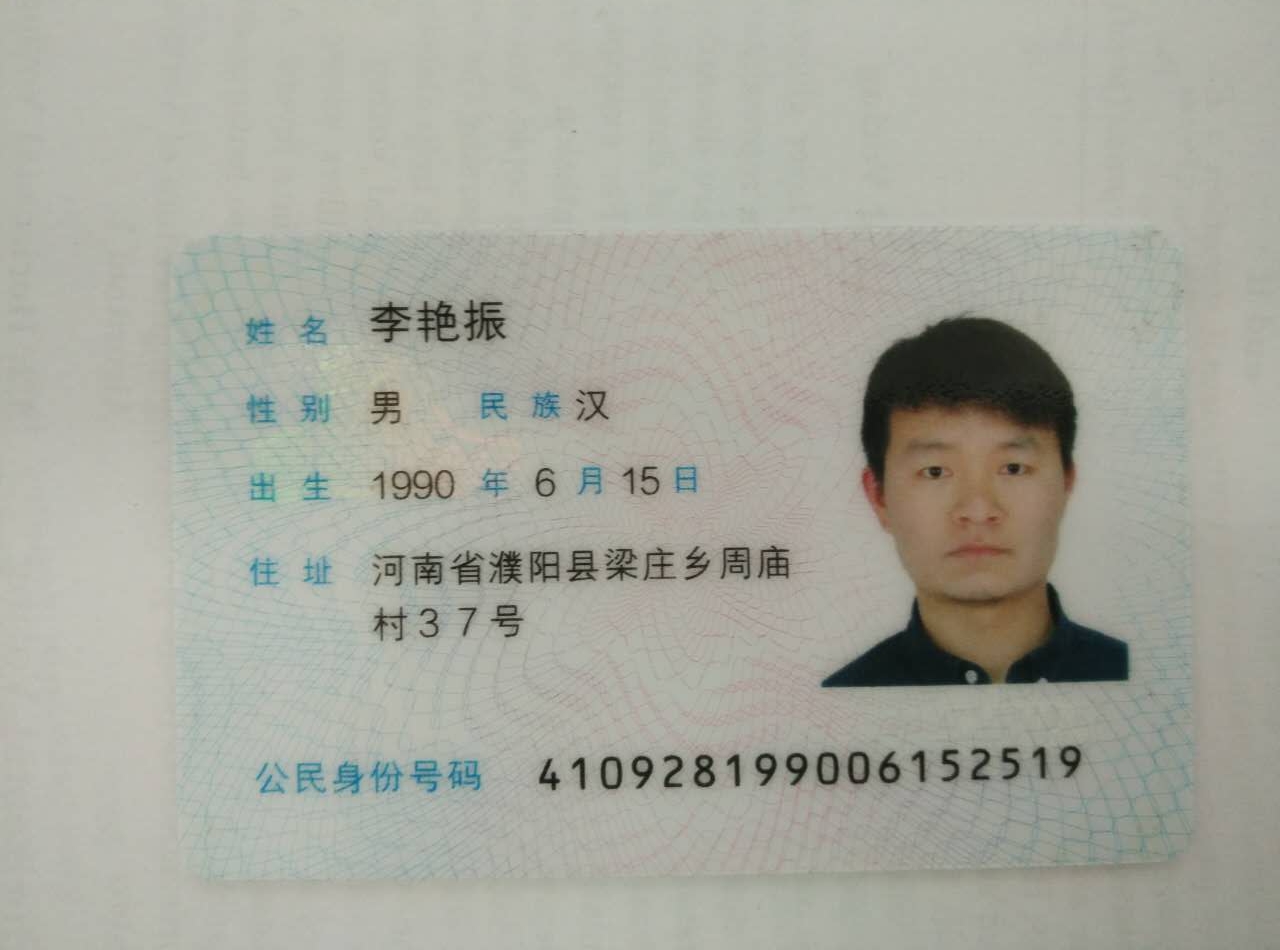 姓名 李艳振
性别 男 民族 汉
出生 1990 年 6 月 15 日
住址 河南省濮阳县梁庄乡周庙
村37号
公民身份号码 410928199006152519